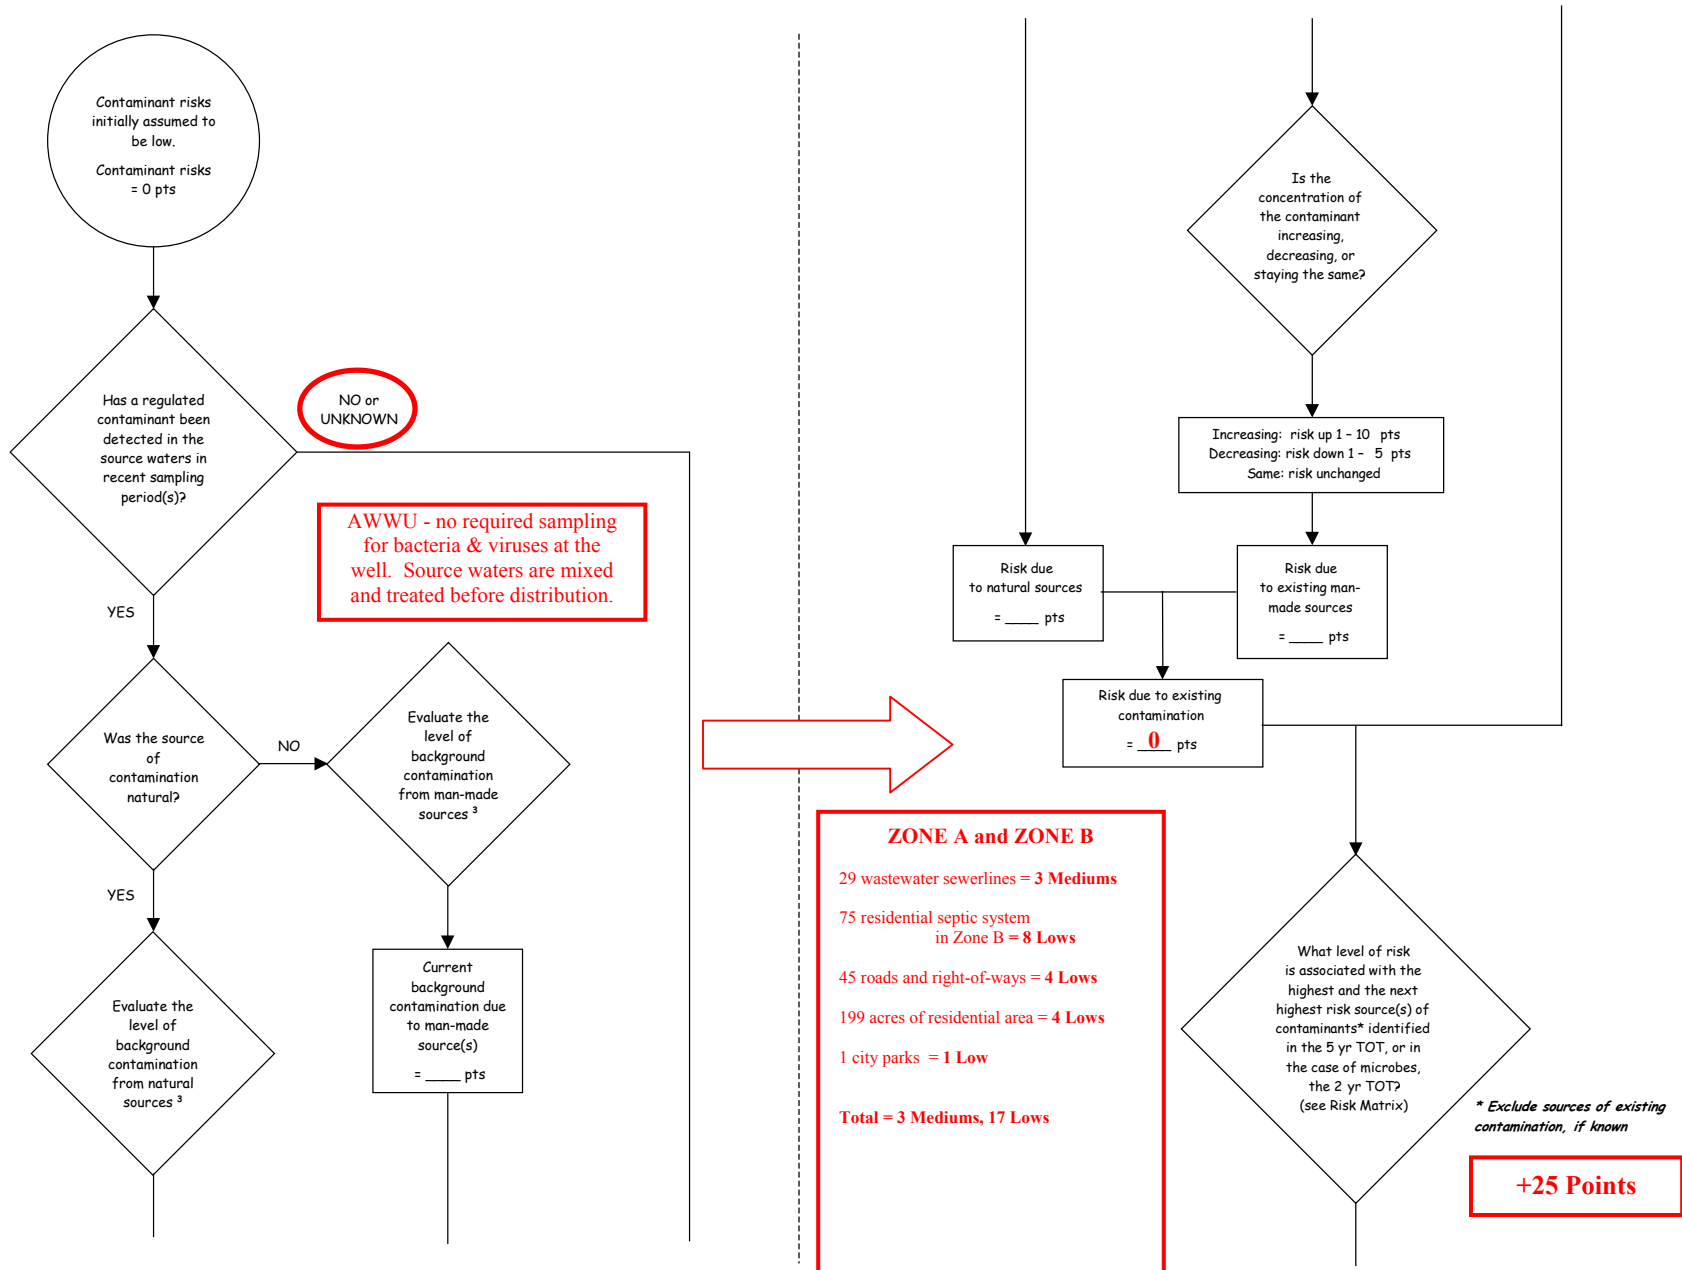 Contaminant risks
initially assumed to
be low.
Contaminant risks
= 0 pts
Has a regulated
contaminant been
detected in the
source waters in
recent sampling
period(s)?
NO or
UNKNOWN
AWWU - no required sampling
for bacteria & viruses at the
well. Source waters are mixed
and treated before distribution.
YES
Was the source
of
contamination
natural?
NO
Evaluate the
level of
background
contamination
from man-made
sources ³
YES
Evaluate the
level of
background
contamination
from natural
sources ³
Current
background
contamination due
to man-made
source(s)
= ____ pts
Is the
concentration of
the contaminant
increasing,
decreasing, or
staying the same?
Increasing: risk up 1 – 10 pts
Decreasing: risk down 1 – 5 pts
Same: risk unchanged
Risk due
to natural sources
= ____ pts
Risk due
to existing man-
made sources
= ____ pts
Risk due to existing
contamination
= __0__ pts
ZONE A and ZONE B
29 wastewater sewerlines = 3 Mediums
75 residential septic system
in Zone B = 8 Lows
45 roads and right-of-ways = 4 Lows
199 acres of residential area = 4 Lows
1 city parks = 1 Low
Total = 3 Mediums, 17 Lows
What level of risk
is associated with the
highest and the next
highest risk source(s) of
contaminants* identified
in the 5 yr TOT, or in
the case of microbes,
the 2 yr TOT?
(see Risk Matrix)
* Exclude sources of existing
contamination, if known
+25 Points